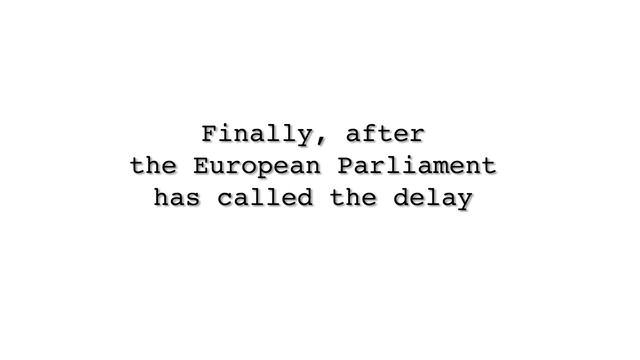 Finally, after
the European Parliament
has called the delay